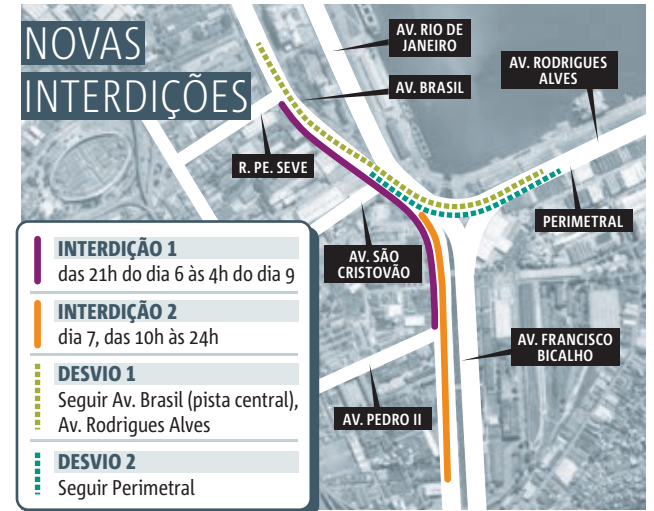 NOVAS
INTERDIÇÕES
AV. RIO DE
JANEIRO
AV. BRASIL
AV. RODRIGUES
ALVES
R. PE. SEVE
PERIMETRAL
AV. SÃO
CRISTOVÃO
AV. FRANCISCO
BICALHO
AV. PEDRO II
INTERDIÇÃO 1
das 21h do dia 6 às 4h do dia 9
INTERDIÇÃO 2
dia 7, das 10h às 24h
DESVIO 1
Seguir Av. Brasil (pista central),
Av. Rodrigues Alves
DESVIO 2
Seguir Perimetral